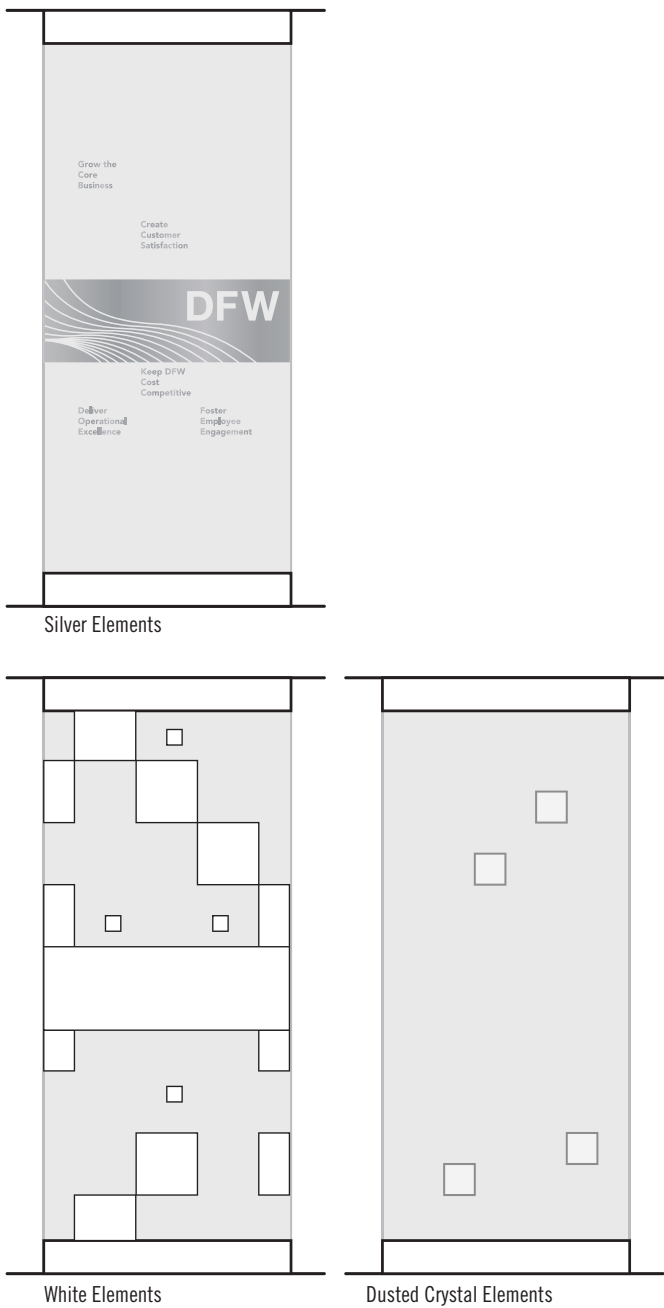 Grow the
Core
Business
Create
Customer
Satisfaction
DFW
Keep DFW
Cost
Competitive
Deliver
Operational
Excellence
Foster
Employee
Engagement
Silver Elements
White Elements
Dusted Crystal Elements